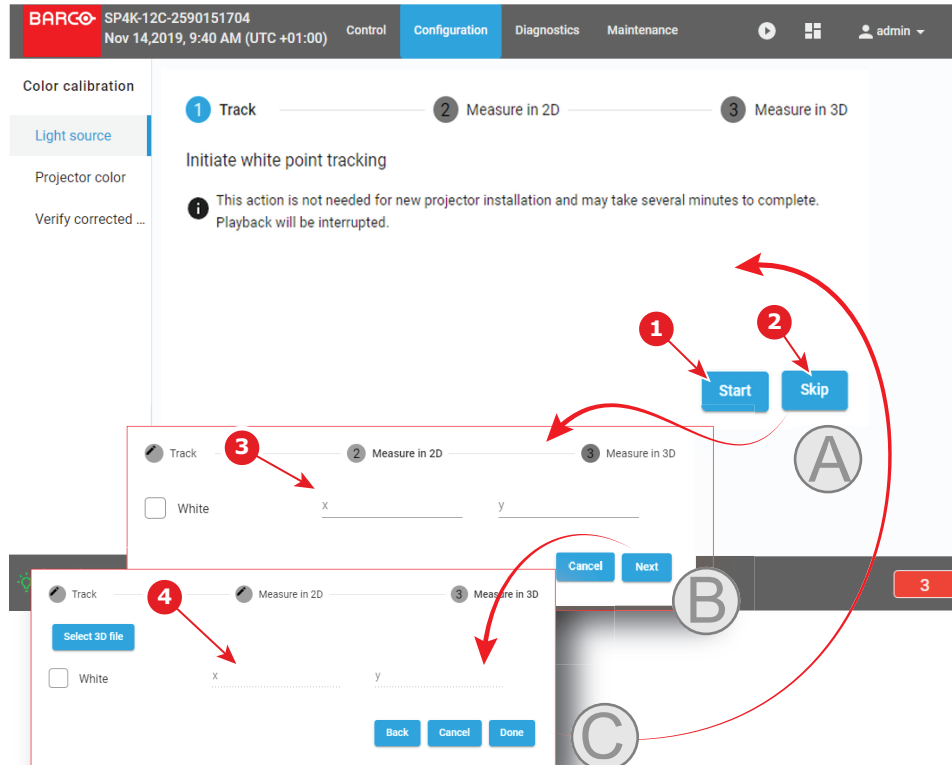 BARCO
SP4K-12C-2590151704
Nov 14,2019, 9:40 AM (UTC +01:00)
Control
Configuration
Diagnostics
Maintenance
admin
Color calibration
Light source
Projector color
Verify corrected ...
1 Track
2 Measure in 2D
3 Measure in 3D
Initiate white point tracking
i This action is not needed for new projector installation and may take several minutes to complete.
Playback will be interrupted.
1
2
Start
Skip
A
Track
3
2 Measure in 2D
3 Measure in 3D
White
x
y
Cancel
Next
B
3
Track
4
Measure in 2D
3 Measure in 3D
Select 3D file
White
x
y
Back
Cancel
Done
C